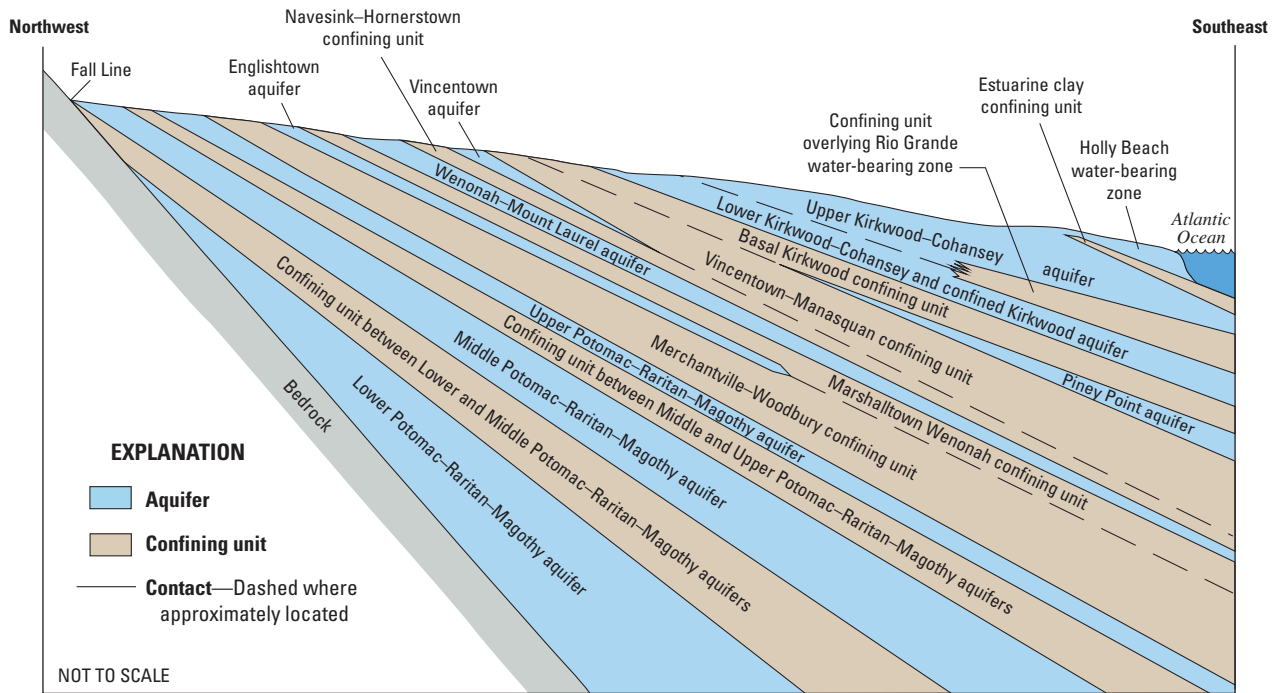 Northwest
Southeast
Fall Line
Navesink–Hornerstown
confining unit
Englishtown
aquifer
Vincentown
aquifer
Confining unit
overlying Rio Grande
water-bearing zone
Estuarine clay
confining unit
Holly Beach
water-bearing
zone
Atlantic
Ocean
Upper Kirkwood–Cohansey
aquifer
Lower Kirkwood–Cohansey and confined Kirkwood aquifer
Basal Kirkwood confining unit
Piney Point aquifer
Vincentown–Manasquan confining unit
Wenonah–Mount Laurel aquifer
Marshalltown Wenonah confining unit
Merchantville–Woodbury confining unit
Upper Potomac–Raritan–Magothy aquifer
Confining unit between Middle and Upper Potomac–Raritan–Magothy aquifers
Middle Potomac–Raritan–Magothy aquifer
Confining unit between Lower and Middle Potomac–Raritan–Magothy aquifers
Lower Potomac–Raritan–Magothy aquifer
Bedrock
EXPLANATION
Aquifer
Confining unit
Contact—Dashed where
approximately located
NOT TO SCALE